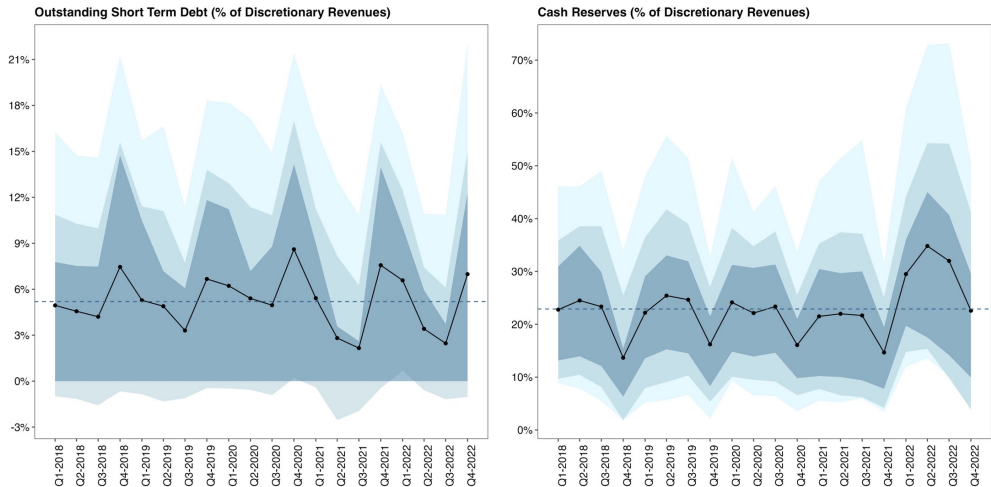 Outstanding Short Term Debt (% of Discretionary Revenues)
21%
18%
15%
12%
9%
6%
3%
0%
-3%
Q1-2018
Q2-2018
Q3-2018
Q4-2018
Q1-2019
Q2-2019
Q3-2019
Q4-2019
Q1-2020
Q2-2020
Q3-2020
Q4-2020
Q1-2021
Q2-2021
Q3-2021
Q4-2021
Q1-2022
Q2-2022
Q3-2022
Q4-2022
Cash Reserves (% of Discretionary Revenues)
70%
60%
50%
40%
30%
20%
10%
0%
Q1-2018
Q2-2018
Q3-2018
Q4-2018
Q1-2019
Q2-2019
Q3-2019
Q4-2019
Q1-2020
Q2-2020
Q3-2020
Q4-2020
Q1-2021
Q2-2021
Q3-2021
Q4-2021
Q1-2022
Q2-2022
Q3-2022
Q4-2022